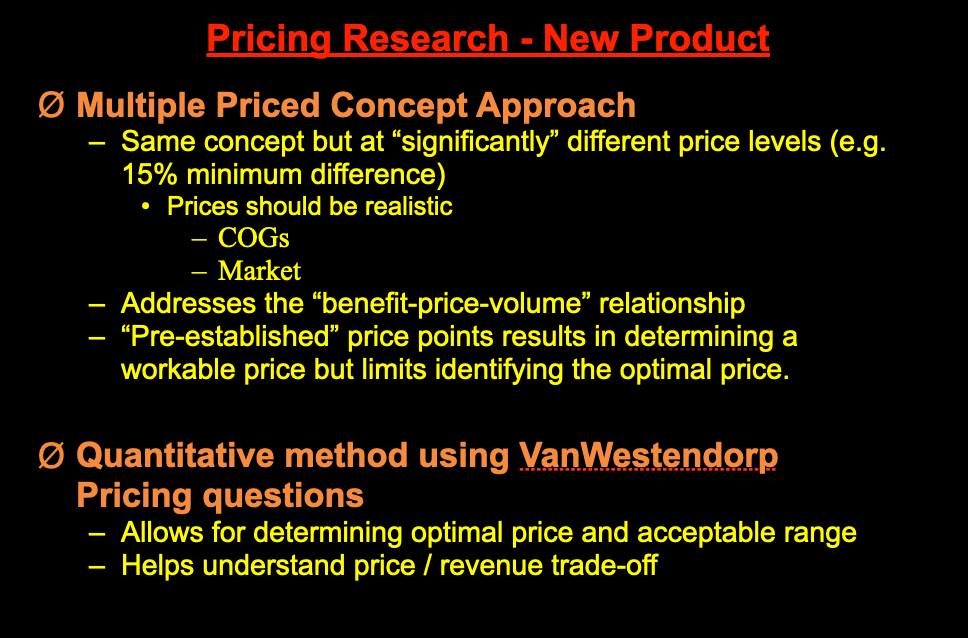 Pricing Research - New Product
Ø Multiple Priced Concept Approach
– Same concept but at “significantly” different price levels (e.g.
15% minimum difference)
• Prices should be realistic
– COGs
– Market
– Addresses the “benefit-price-volume” relationship
– “Pre-established” price points results in determining a
workable price but limits identifying the optimal price.
Ø Quantitative method using VanWestendorp
Pricing questions
– Allows for determining optimal price and acceptable range
– Helps understand price / revenue trade-off